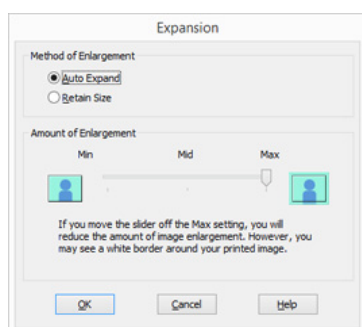 Expansion
Method of Enlargement
Auto Expand
Retain Size
Amount of Enlargement
Min Mid Max
If you move the slider off the Max setting, you will
reduce the amount of image enlargement. However, you
may see a white border around your printed image.
OK Cancel Help